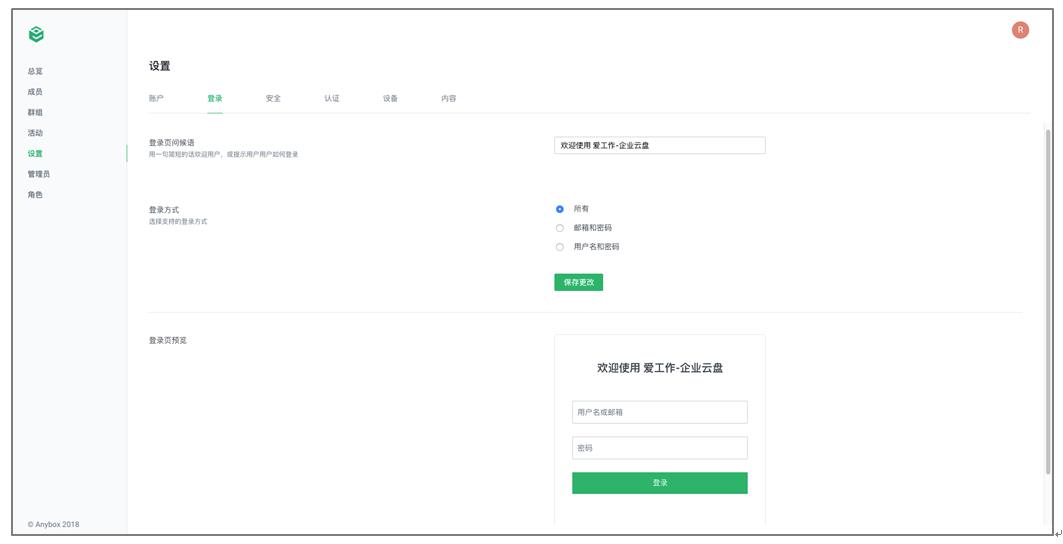 R
总览
成员
群组
活动
设置
管理员
角色
© Anybox 2018
设置
账户 登录 安全 认证 设备 内容
登录页问候语
用一句简短的话欢迎用户，或提示用户用户如何登录
欢迎使用 爱工作-企业云盘
登录方式
选择支持的登录方式
所有
邮箱和密码
用户名和密码
保存更改
登录页预览
欢迎使用 爱工作-企业云盘
用户名或邮箱
密码
登录